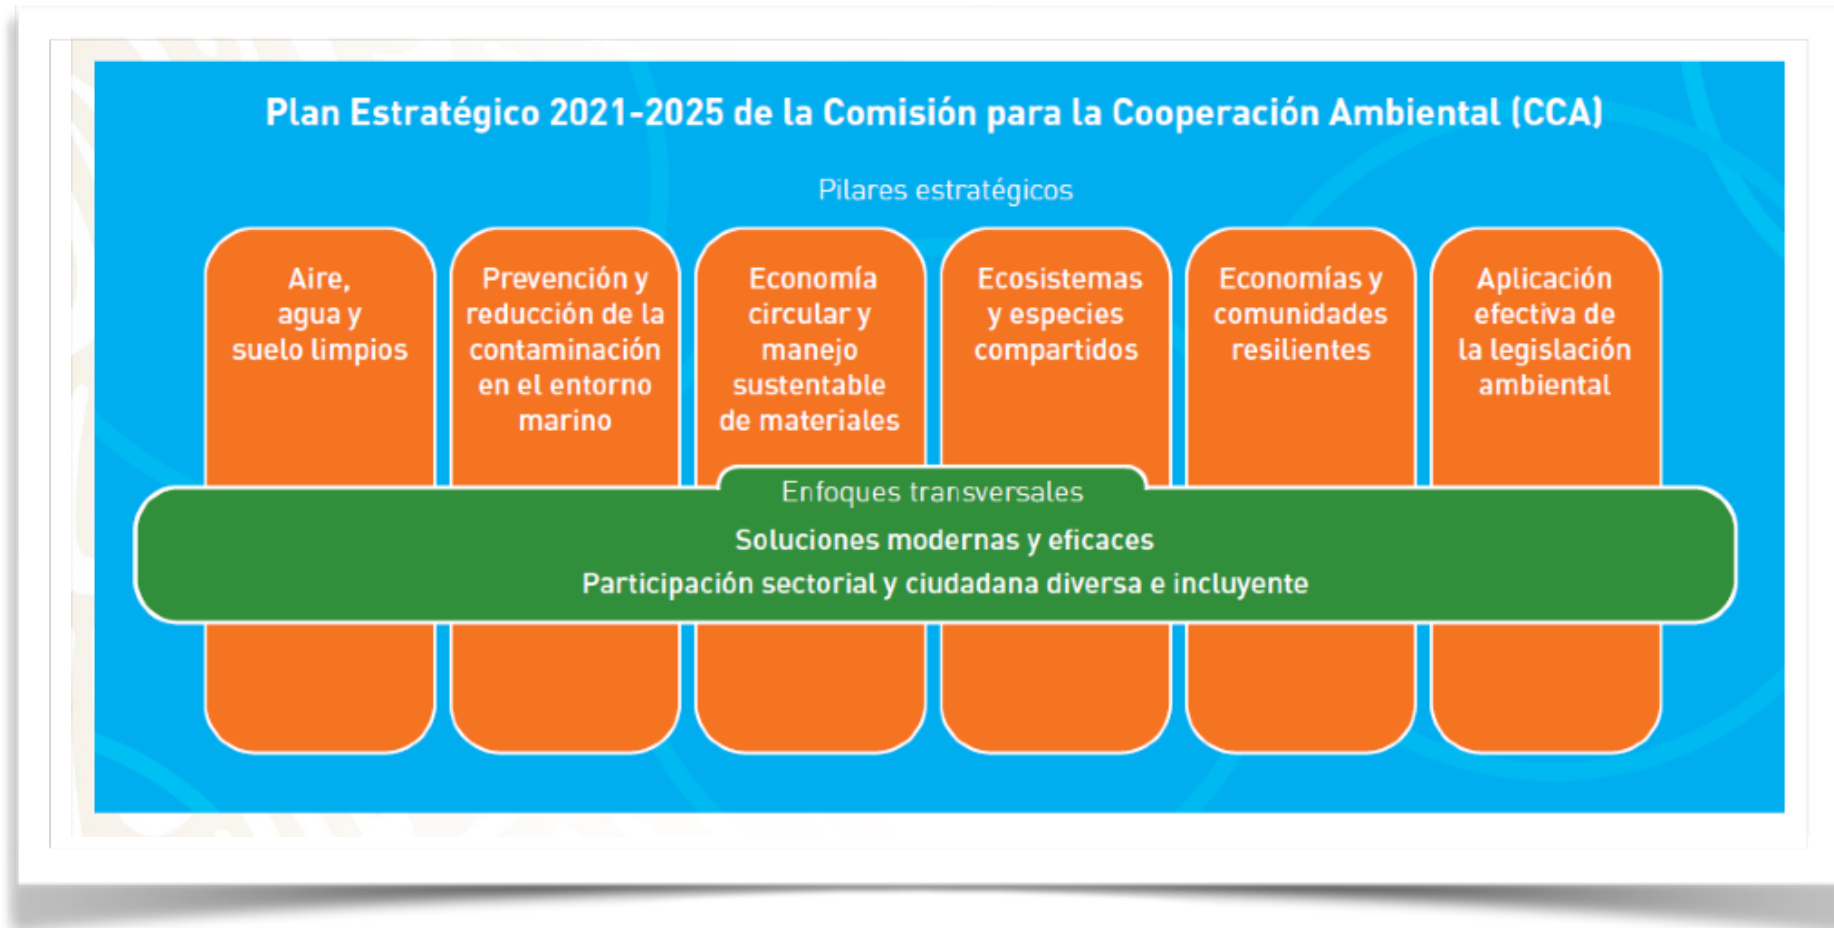 Plan Estratégico 2021-2025 de la Comisión para la Cooperación Ambiental (CCA)
Pilares estratégicos
Aire,
agua y
suelo limpios
Prevención y
reducción de la
contaminación
en el entorno
marino
Economía
circular y
manejo
sustentable
de materiales
Ecosistemas
y especies
compartidos
Economías y
comunidades
resilientes
Aplicación
efectiva de
la legislación
ambiental
Enfoques transversales
Soluciones modernas y eficaces
Participación sectorial y ciudadana diversa e incluyente